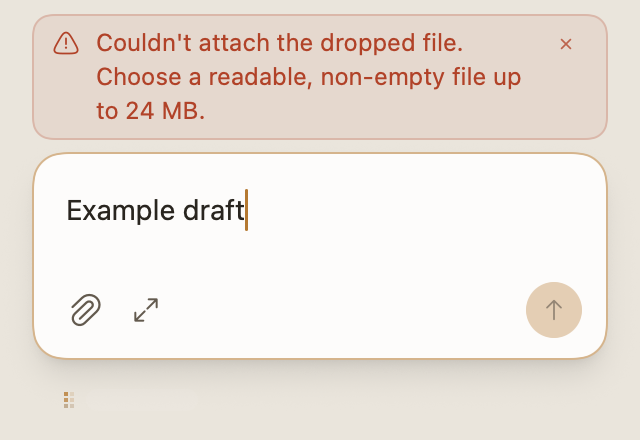 Couldn't attach the dropped file.
Choose a readable, non-empty file up
to 24 MB.
Example draft